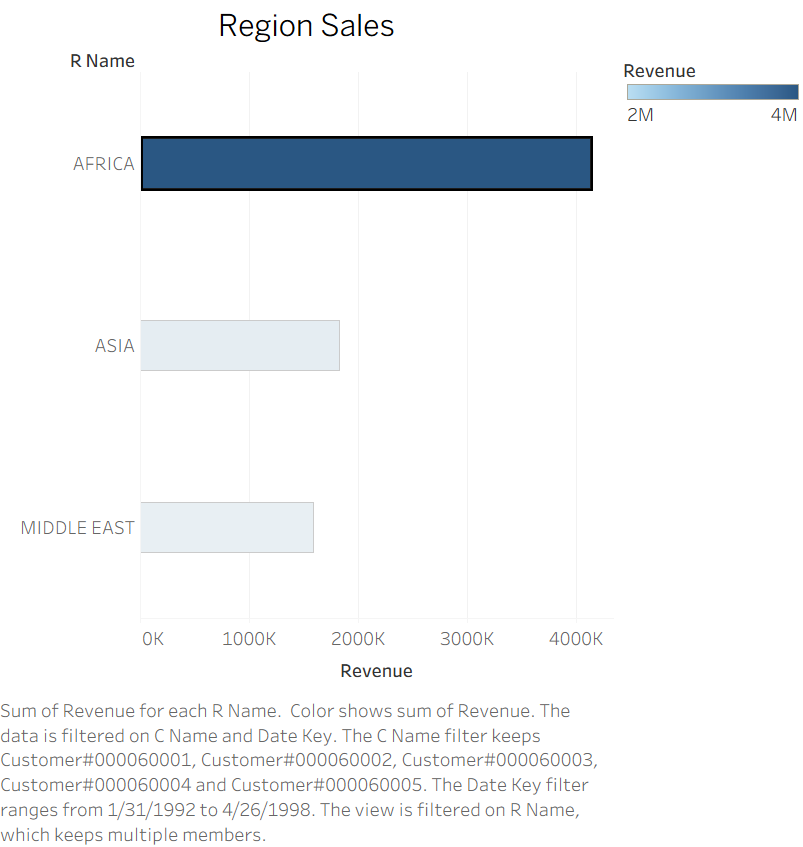 Region Sales
R Name
Revenue
2M 4M
AFRICA
ASIA
MIDDLE EAST
0K 1000K 2000K 3000K 4000K
Revenue
Sum of Revenue for each R Name.  Color shows sum of Revenue. The
data is filtered on C Name and Date Key. The C Name filter keeps
Customer#000060001, Customer#000060002, Customer#000060003,
Customer#000060004 and Customer#000060005. The Date Key filter
ranges from 1/31/1992 to 4/26/1998. The view is filtered on R Name,
which keeps multiple members.